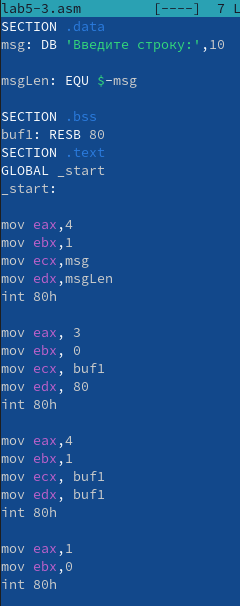 lab5-3.asm [----] 7 L
SECTION .data
msg: DB 'Введите строку:',10
msgLen: EQU $-msg
SECTION .bss
buf1: RESB 80
SECTION .text
GLOBAL _start
_start:
mov eax,4
mov ebx,1
mov ecx,msg
mov edx,msgLen
int 80h
mov eax, 3
mov ebx, 0
mov ecx, buf1
mov edx, 80
int 80h
mov eax,4
mov ebx,1
mov ecx, buf1
mov edx, buf1
int 80h
mov eax,1
mov ebx,0
int 80h